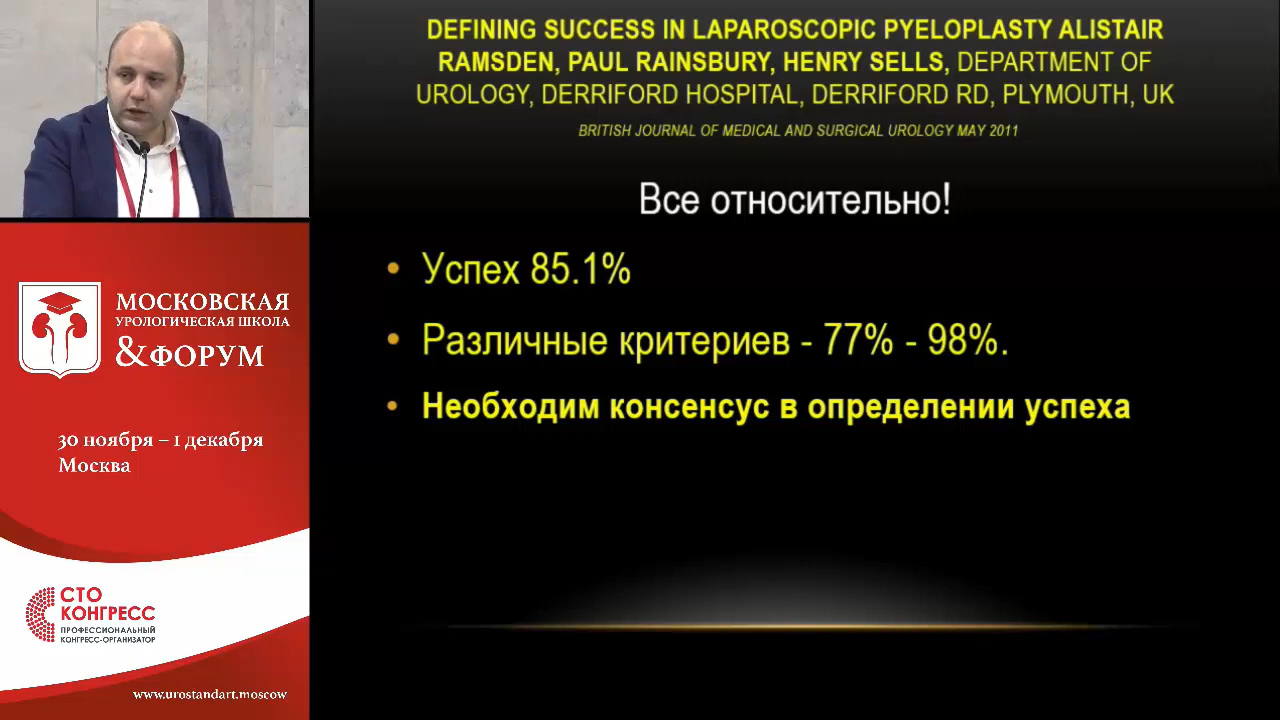 DEFINING SUCCESS IN LAPAROSCOPIC PYELOPLASTY ALISTAIR
RAMSDEN, PAUL RAINSBURY, HENRY SELLS, DEPARTMENT OF
UROLOGY, DERRIFORD HOSPITAL, DERRIFORD RD, PLYMOUTH, UK
BRITISH JOURNAL OF MEDICAL AND SURGICAL UROLOGY MAY 2011
Все относительно!
• Успех 85.1%
• Различные критериев - 77% - 98%.
• Необходим консенсус в определении успеха
МОСКОВСКАЯ
УРОЛОГИЧЕСКАЯ ШКОЛА
&ФОРУМ
30 ноября – 1 декабря
Москва
СТО
КОНГРЕСС
ПРОФЕССИОНАЛЬНЫЙ
КОНГРЕСС-ОРГАНИЗАТОР
www.urostandart.moscow